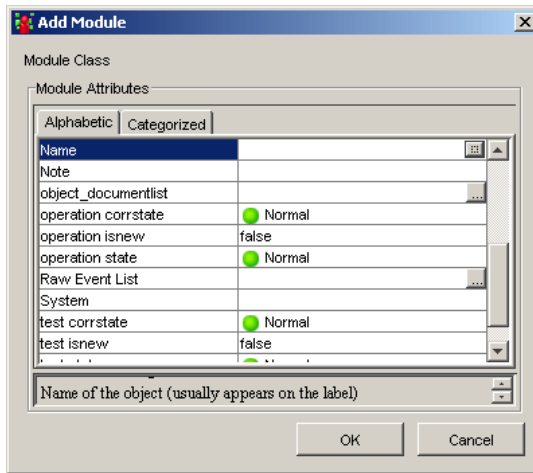 Add Module
Module Class
Module Attributes
Alphabetic Categorized
Name
Note
object_documentlist ...
operation corrstate Normal
operation isnew false
operation state Normal
Raw Event List ...
System
test corrstate Normal
test isnew false
Name of the object (usually appears on the label)
OK Cancel